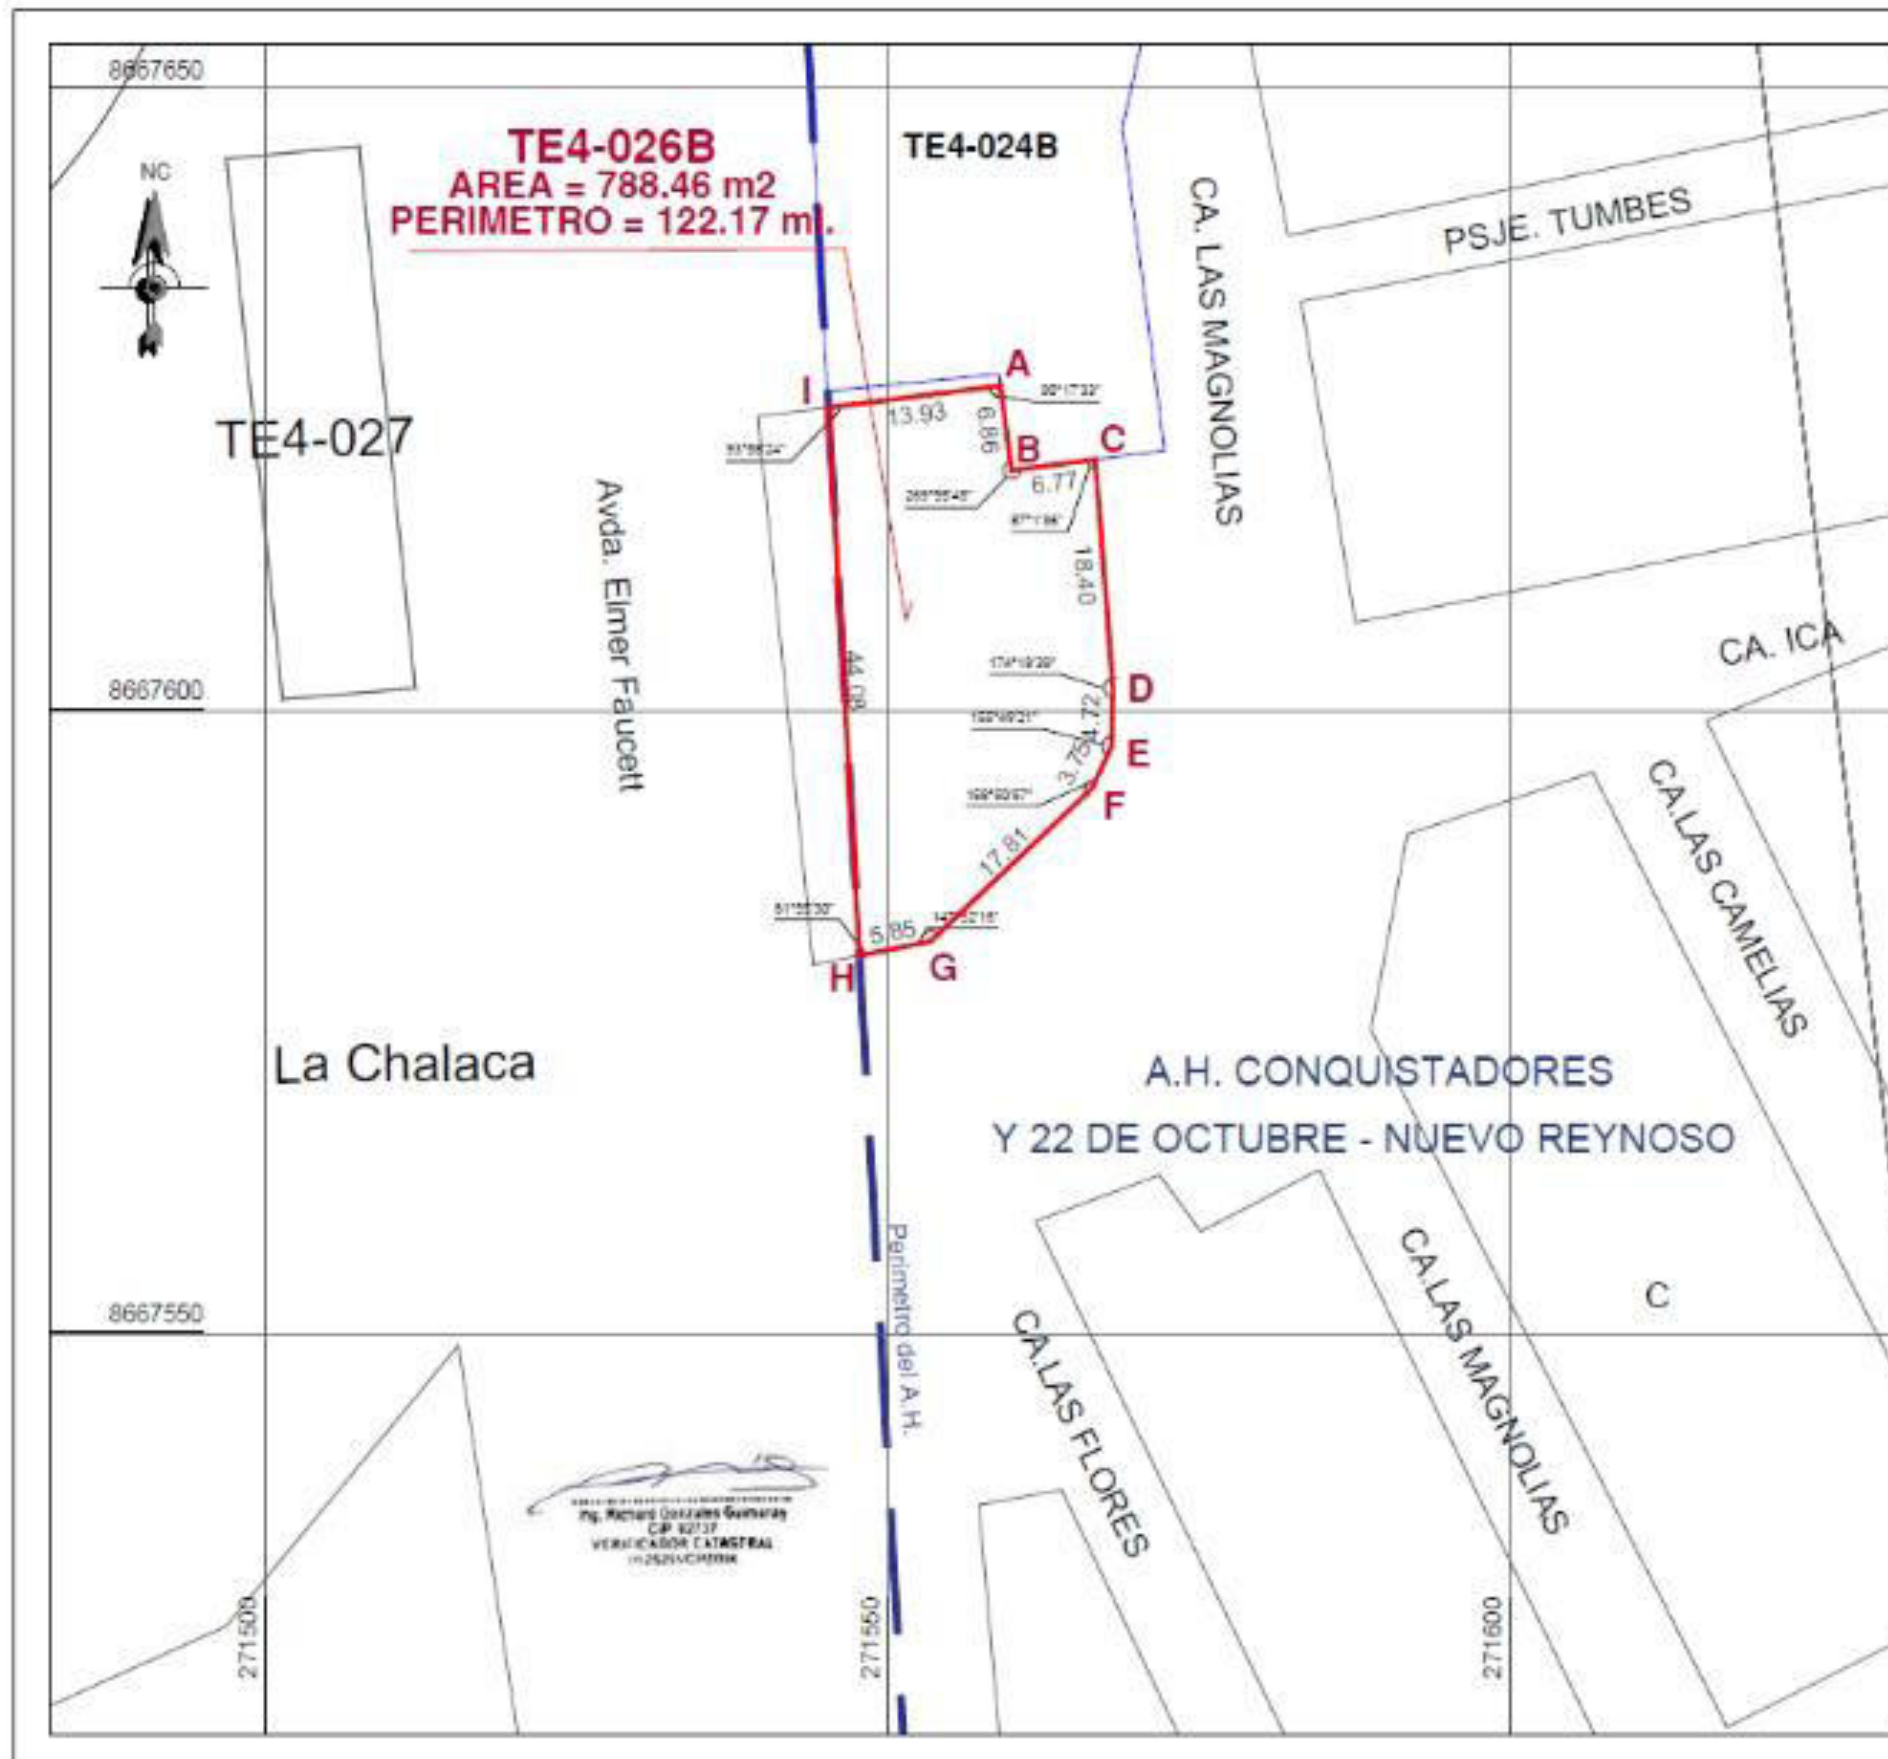 8667650
NC
TE4-026B
AREA = 788.46 m2
PERIMETRO = 122.17 ml.
TE4-024B
CA. LAS MAGNOLIAS
PSJE. TUMBES
TE4-027
Avda. Elmer Faucett
I
A
13.93
6.86
B
C
6.77
18.40
44.08
CA. ICA
8667600
D
4.72
E
3.75
F
17.81
5.85
H
G
CA.LAS CAMELIAS
La Chalaca
A.H. CONQUISTADORES
Y 22 DE OCTUBRE - NUEVO REYNOSO
Perimetro del A.H.
8667550
CA.LAS FLORES
CA.LAS MAGNOLIAS
C
VERIFICADOR CATASTRAL
271500
271550
271600